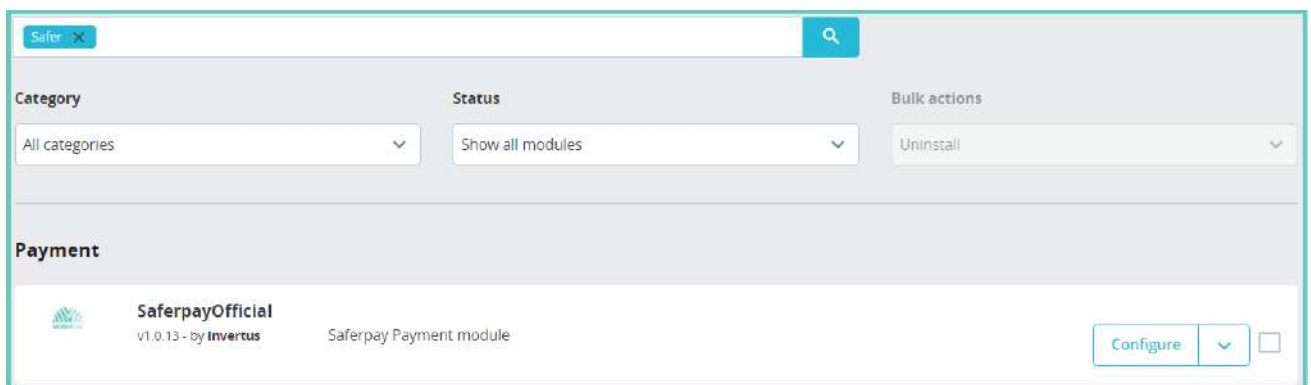 Safer
Category
Status
Bulk actions
All categories
Show all modules
Uninstall
Payment
SaferpayOfficial
v1.0.13 - by Invertus
Saferpay Payment module
Configure